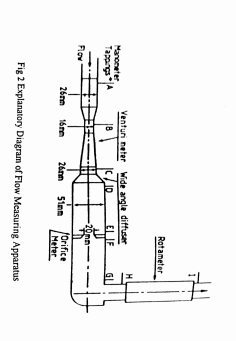 Manometer
Tappings
Flow
A
26mm
B
16mm
Venturi meter
C
26mm
D
Wide angle diffuser
51mm
E
F
20mm
Orifice
Meter
G
H
Rotameter
I
Fig 2 Explanatory Diagram of Flow Measuring Apparatus